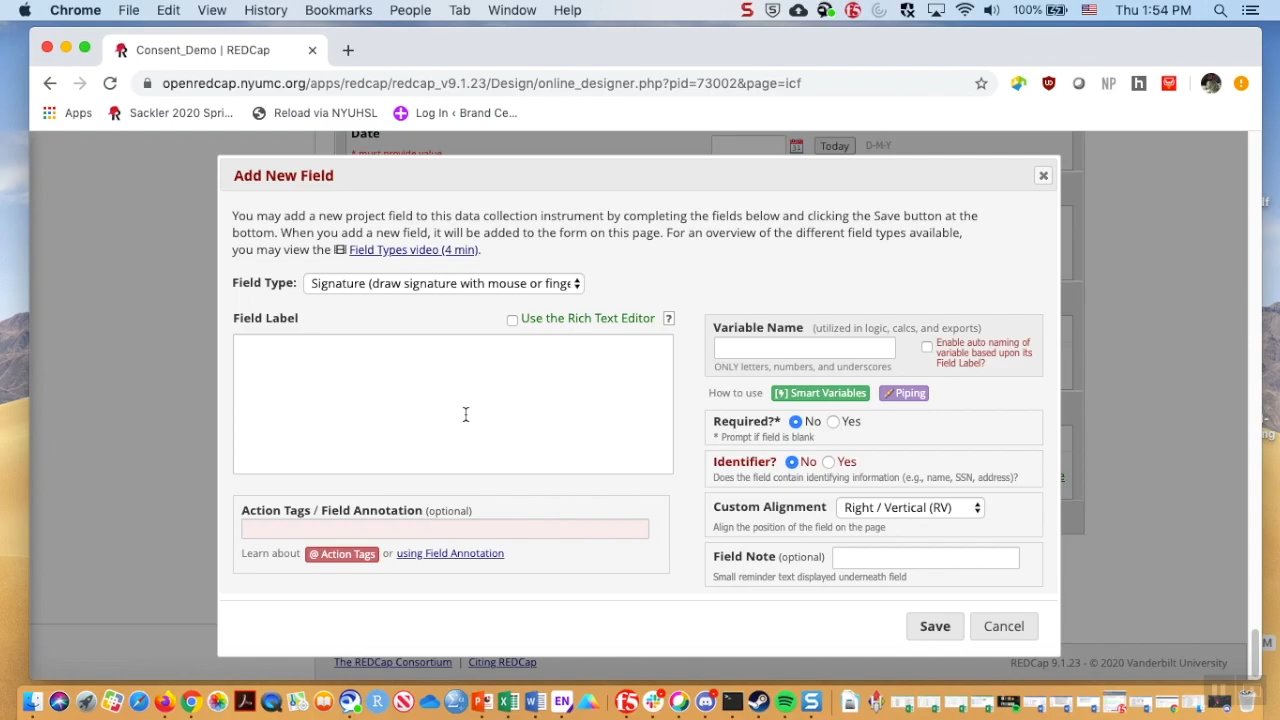 Chrome File Edit View History Bookmarks People Tab Window Help 100% Thu 1:54 PM
Consent_Demo | REDCap
openredcap.nyumc.org/apps/redcap/redcap_v9.1.23/Design/online_designer.php?pid=73002&page=icf
Apps Sackler 2020 Spri... Reload via NYUHSL Log In ‹ Brand Ce...
Date
* must provide value
31 Today D-M-Y
Add New Field
You may add a new project field to this data collection instrument by completing the fields below and clicking the Save button at the
bottom. When you add a new field, it will be added to the form on this page. For an overview of the different field types available,
you may view the Field Types video (4 min).
Field Type: Signature (draw signature with mouse or finge
Field Label
Use the Rich Text Editor ?
Variable Name (utilized in logic, calcs, and exports)
Enable auto naming of
variable based upon its
Field Label?
ONLY letters, numbers, and underscores
How to use Smart Variables Piping
Required?* No Yes
* Prompt if field is blank
Identifier? No Yes
Does the field contain identifying information (e.g., name, SSN, address)?
Custom Alignment Right / Vertical (RV)
Align the position of the field on the page
Field Note (optional)
Small reminder text displayed underneath field
Action Tags / Field Annotation (optional)
Learn about @ Action Tags or using Field Annotation
Save Cancel
The REDCap Consortium | Citing REDCap
REDCap 9.1.23 - © 2020 Vanderbilt University